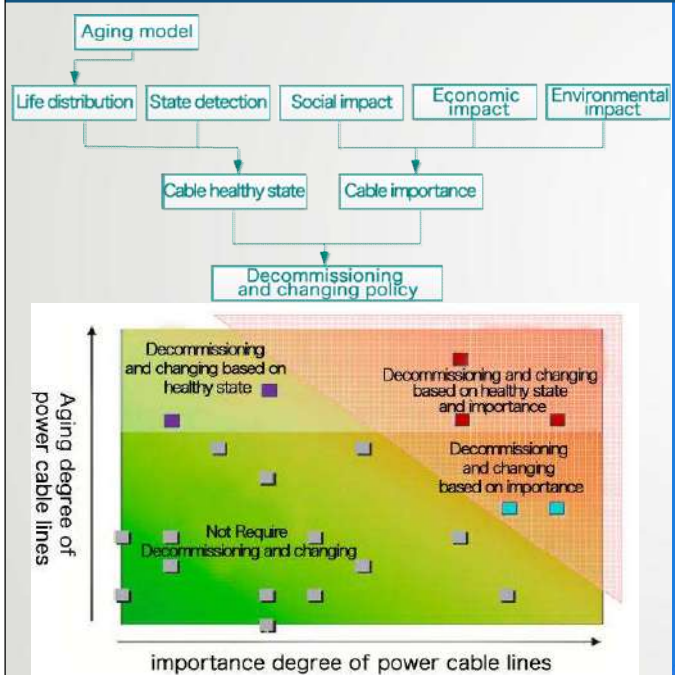 Aging model
Life distribution
State detection
Social impact
Economic
impact
Environmental
impact
Cable healthy state
Cable importance
Decommissioning
and changing policy
Aging degree of
power cable lines
Decommissioning
and changing based on
healthy state
Decommissioning and changing
based on healthy state
and importance
Decommissioning
and changing
based on importance
Not Require
Decommissioning and changing
importance degree of power cable lines